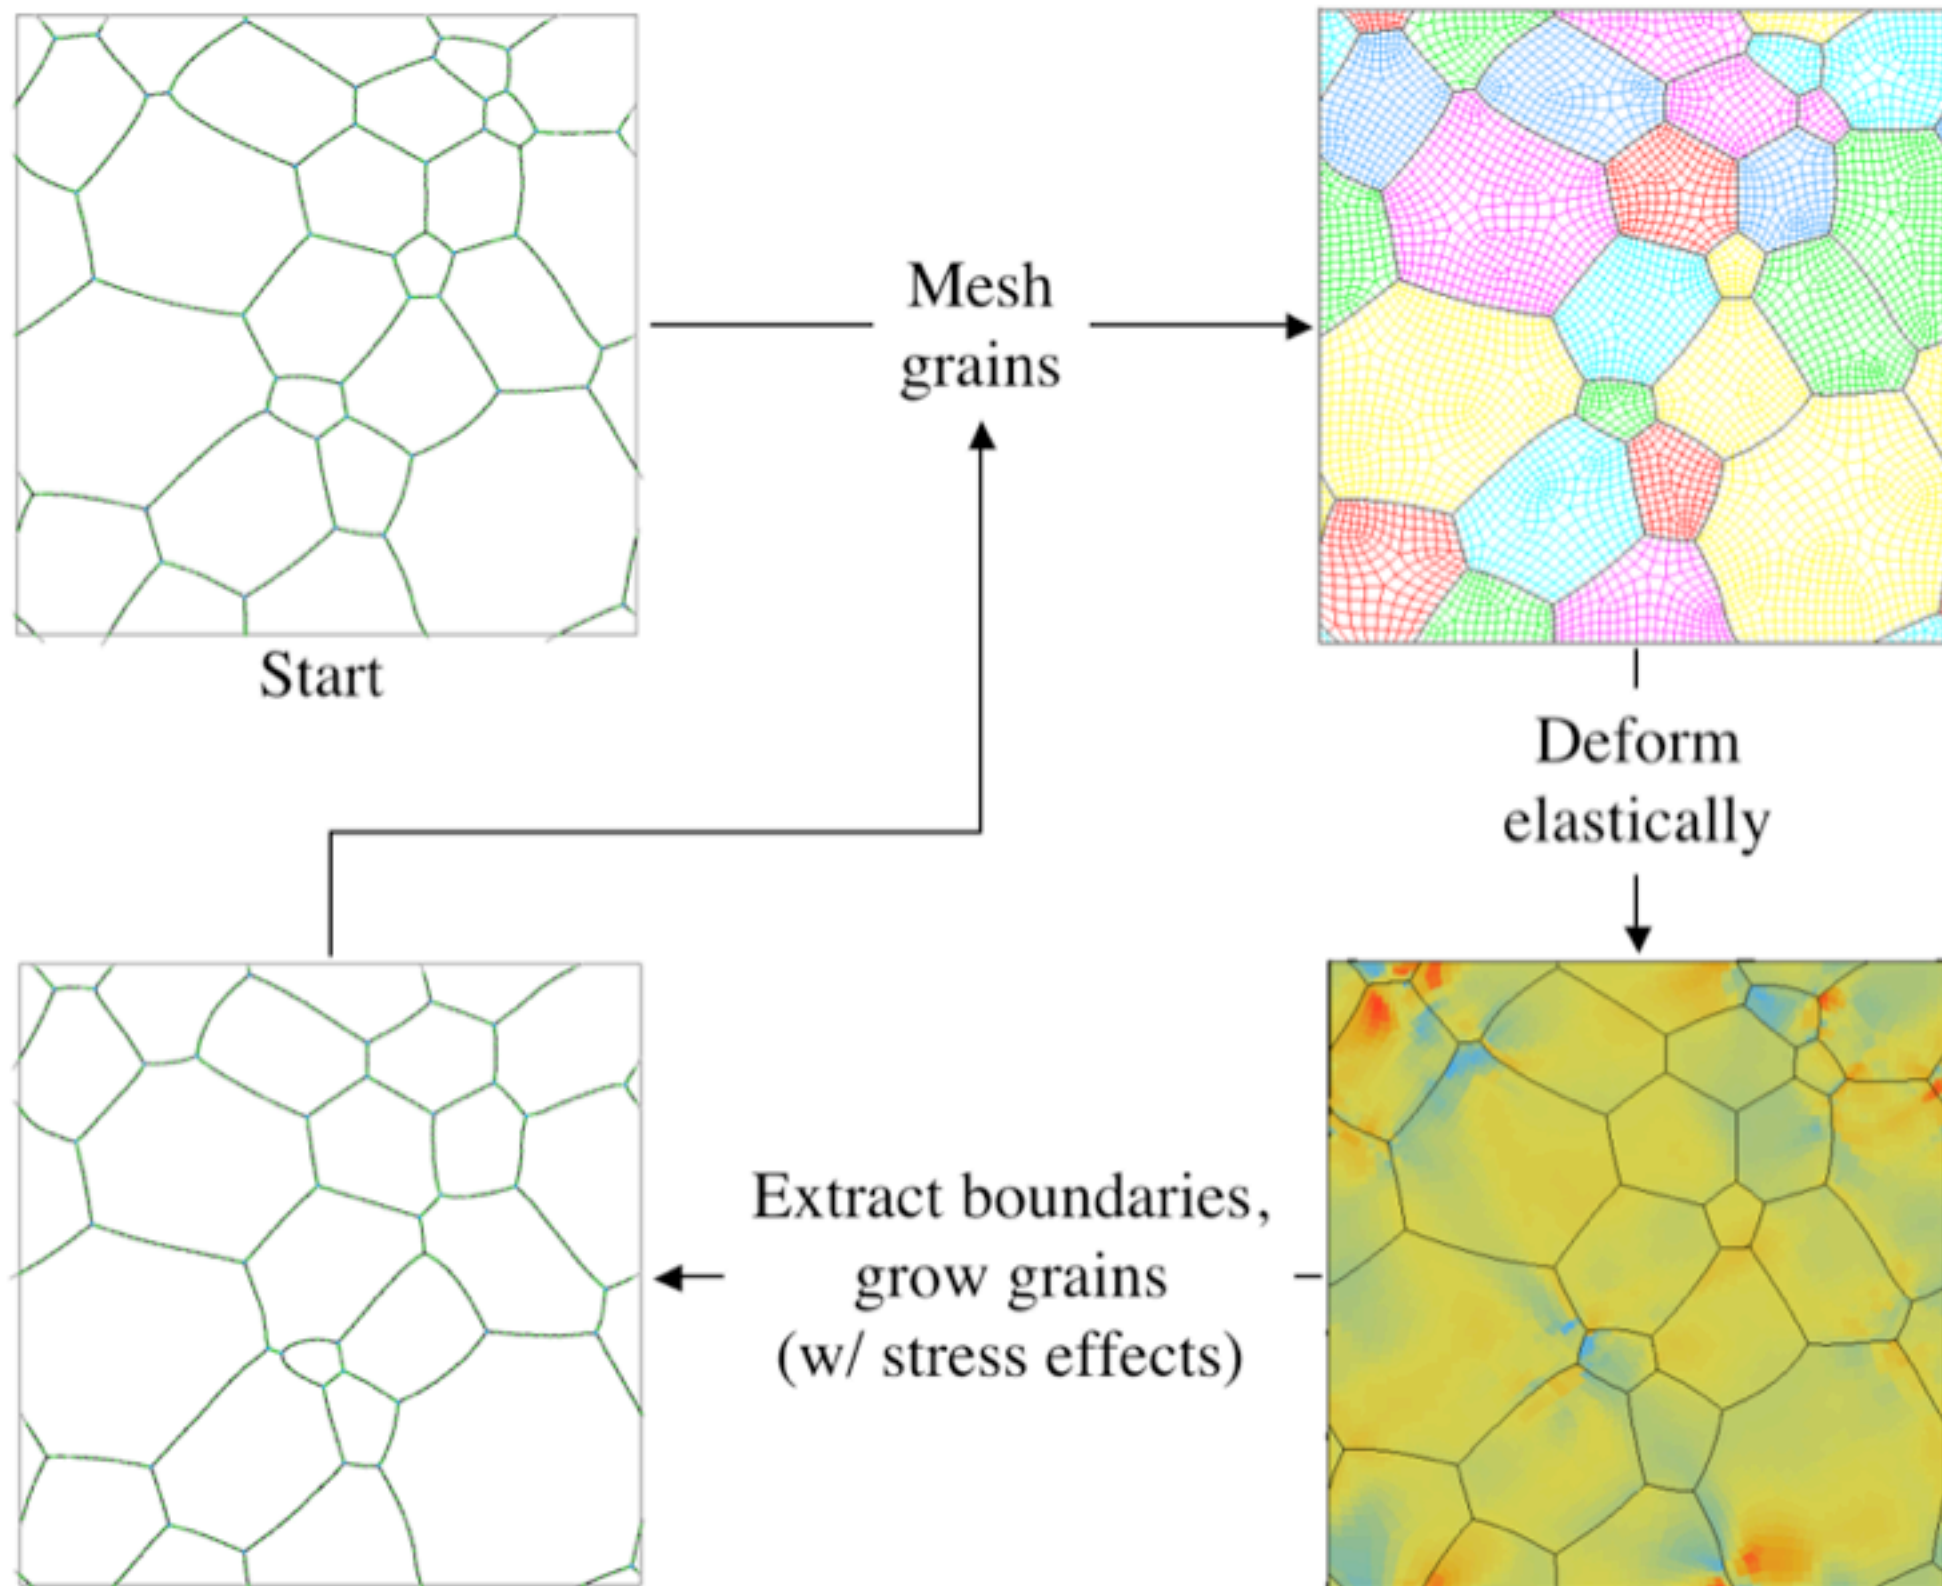 Mesh
grains
Start
Deform
elastically
Extract boundaries,
grow grains
(w/ stress effects)